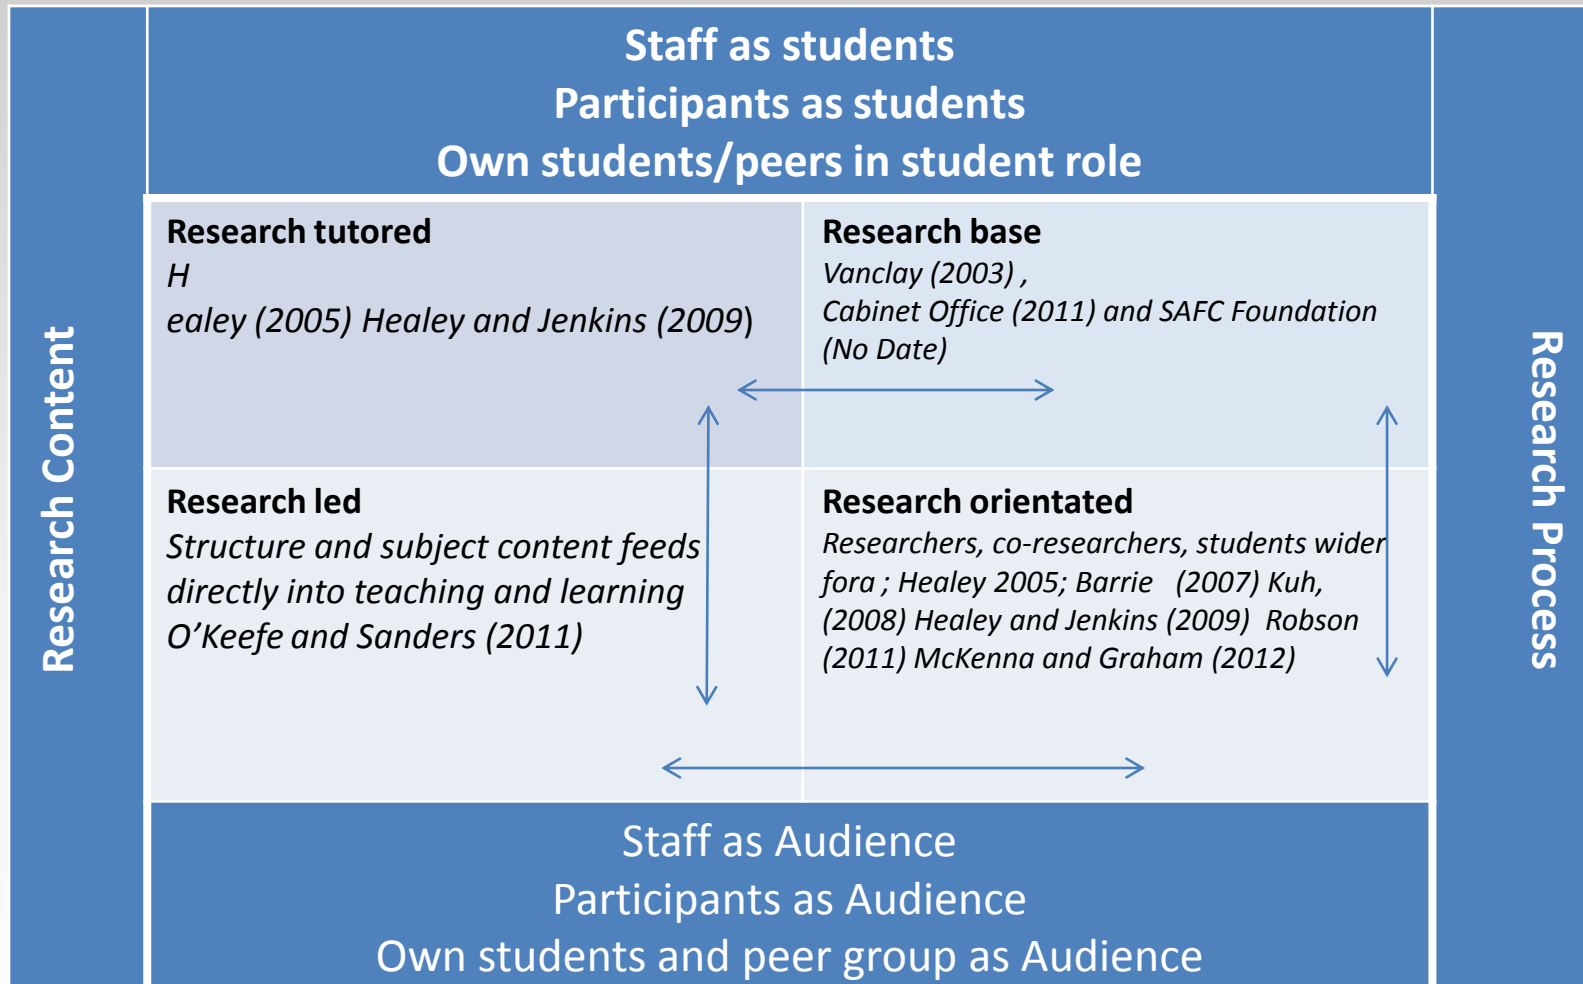 Staff as students
Participants as students
Own students/peers in student role
Research Content
Research tutored
H
ealey (2005) Healey and Jenkins (2009)
Research base
Vanclay (2003) ,
Cabinet Office (2011) and SAFC Foundation
(No Date)
Research led
Structure and subject content feeds
directly into teaching and learning
O’Keefe and Sanders (2011)
Research orientated
Researchers, co-researchers, students wider
fora ; Healey 2005; Barrie (2007) Kuh,
(2008) Healey and Jenkins (2009) Robson
(2011) McKenna and Graham (2012)
Research Process
Staff as Audience
Participants as Audience
Own students and peer group as Audience